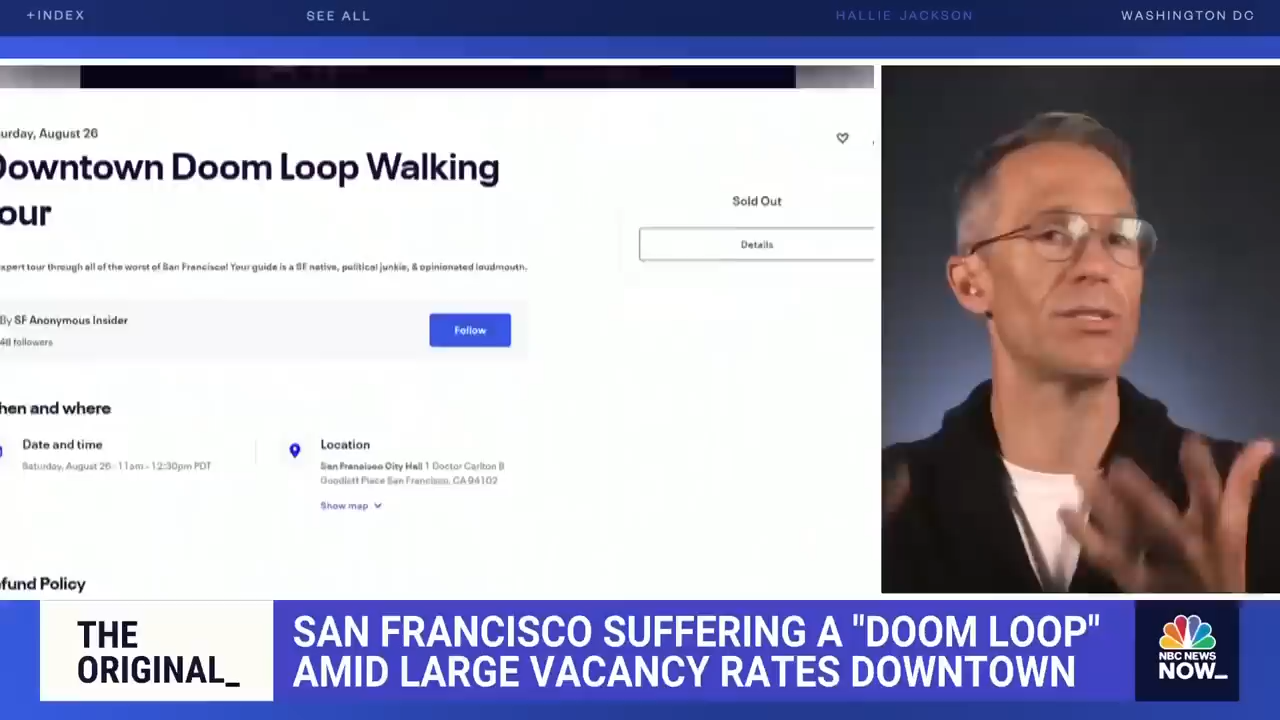 +INDEX
SEE ALL
HALLIE JACKSON
WASHINGTON DC
urday, August 26
Downtown Doom Loop Walking
our
xpert tour through all of the worst of San Francisco! Your guide is a SF native, political junkie, & opinionated loudmouth.
Sold Out
Details
By SF Anonymous Insider
48 followers
Follow
hen and where
Date and time
Saturday, August 26 · 11am - 12:30pm PDT
Location
San Francisco City Hall 1 Doctor Carlton B
Goodlett Place San Francisco, CA 94102
Show map
fund Policy
THE
ORIGINAL_
SAN FRANCISCO SUFFERING A "DOOM LOOP"
AMID LARGE VACANCY RATES DOWNTOWN
NBC NEWS
NOW_